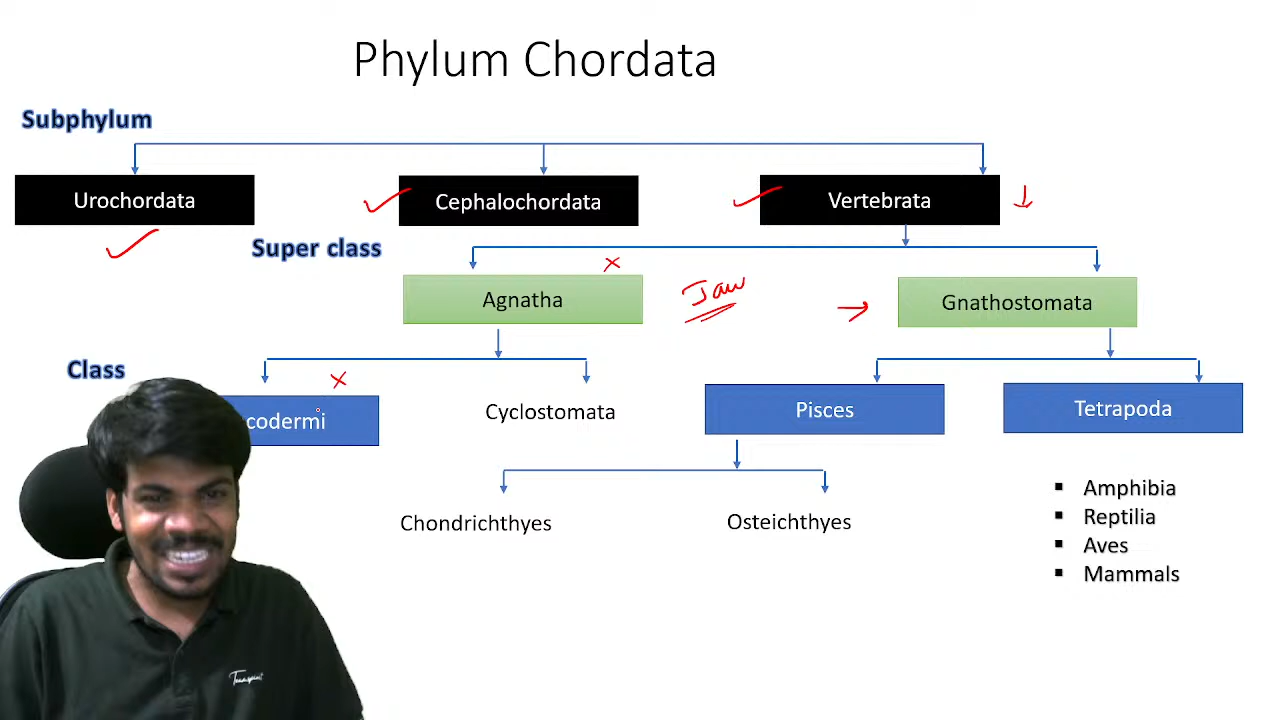 Phylum Chordata
Subphylum
Urochordata
Cephalochordata
Vertebrata
Super class
Agnatha
Jaw
Gnathostomata
Class
codermi
Cyclostomata
Pisces
Tetrapoda
Chondrichthyes
Osteichthyes
Amphibia
Reptilia
Aves
Mammals